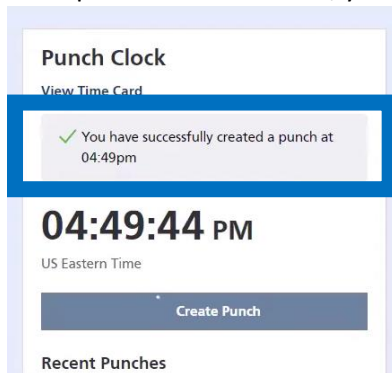 Punch Clock
View Time Card
You have successfully created a punch at
04:49pm
04:49:44 PM
US Eastern Time
Create Punch
Recent Punches